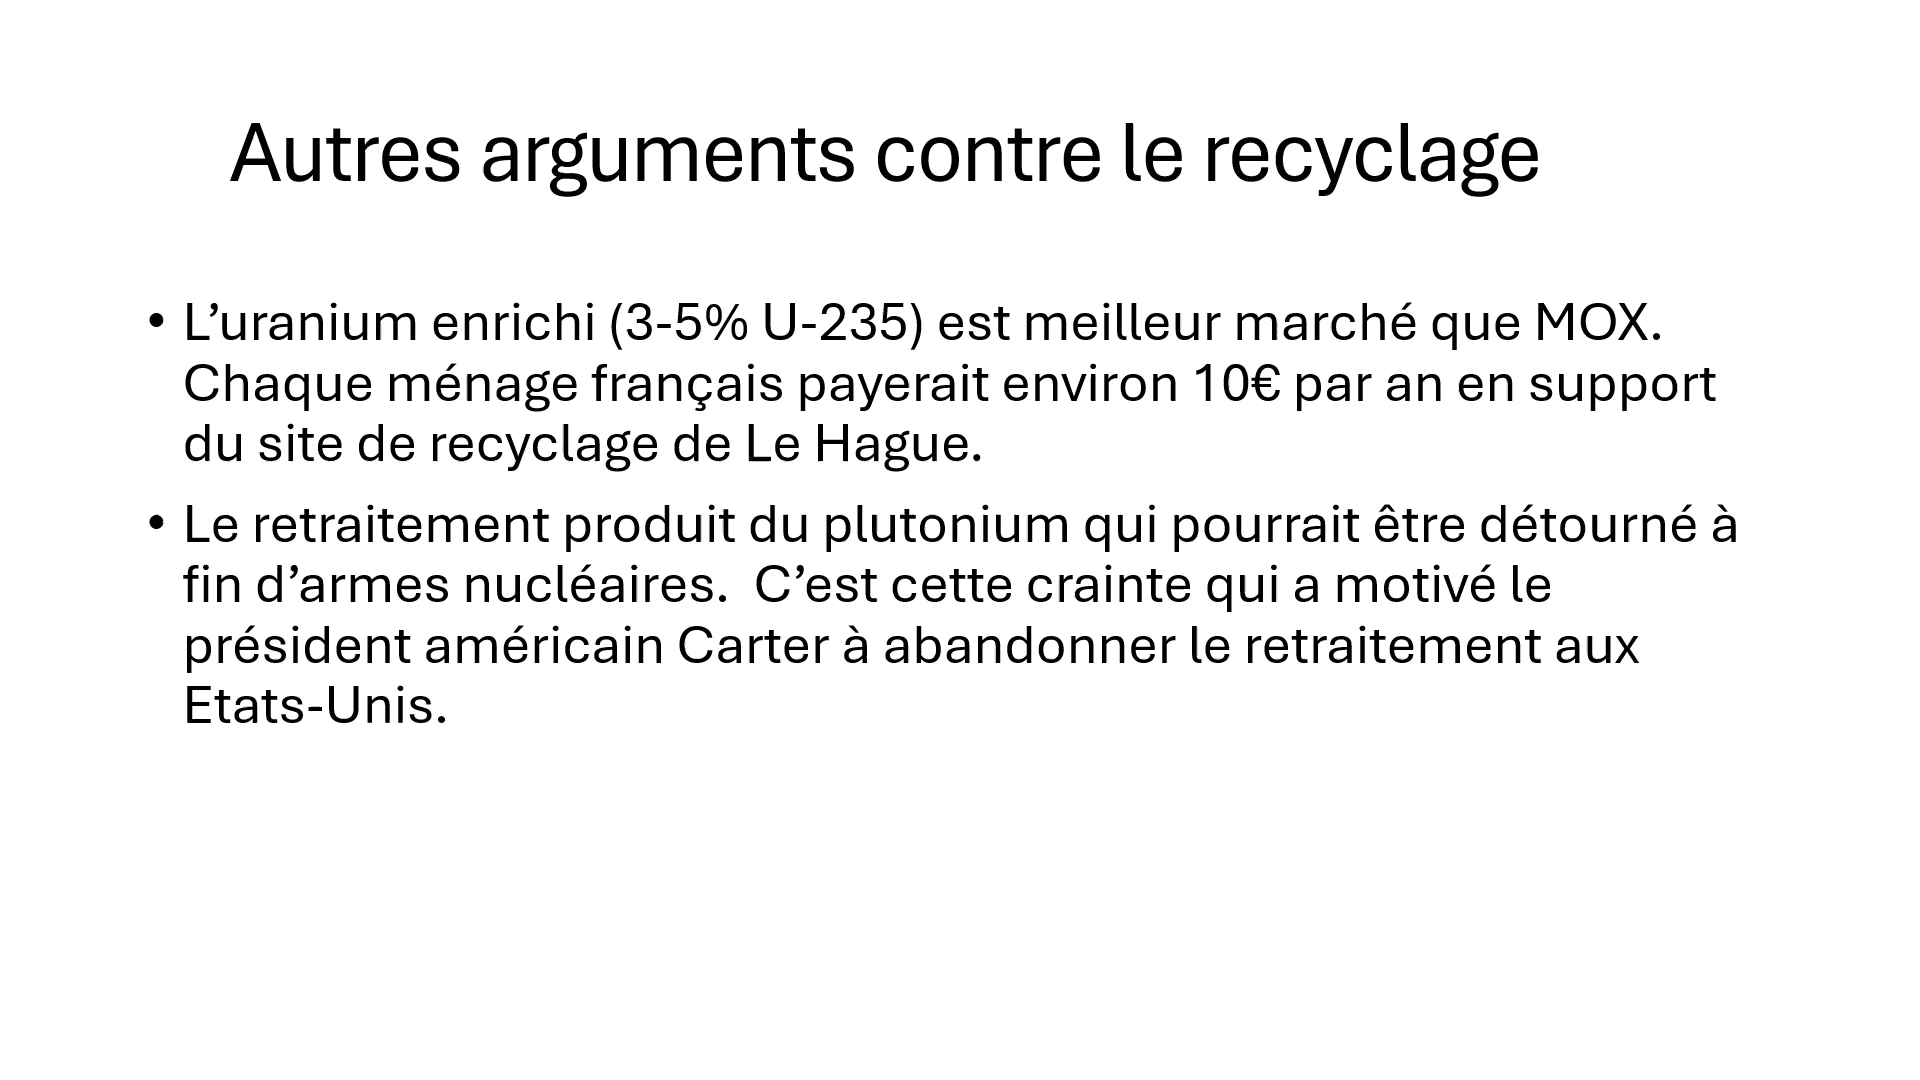 Autres arguments contre le recyclage
• L’uranium enrichi (3-5% U-235) est meilleur marché que MOX.
Chaque ménage français payerait environ 10€ par an en support
du site de recyclage de Le Hague.
• Le retraitement produit du plutonium qui pourrait être détourné à
fin d’armes nucléaires.  C’est cette crainte qui a motivé le
président américain Carter à abandonner le retraitement aux
Etats-Unis.